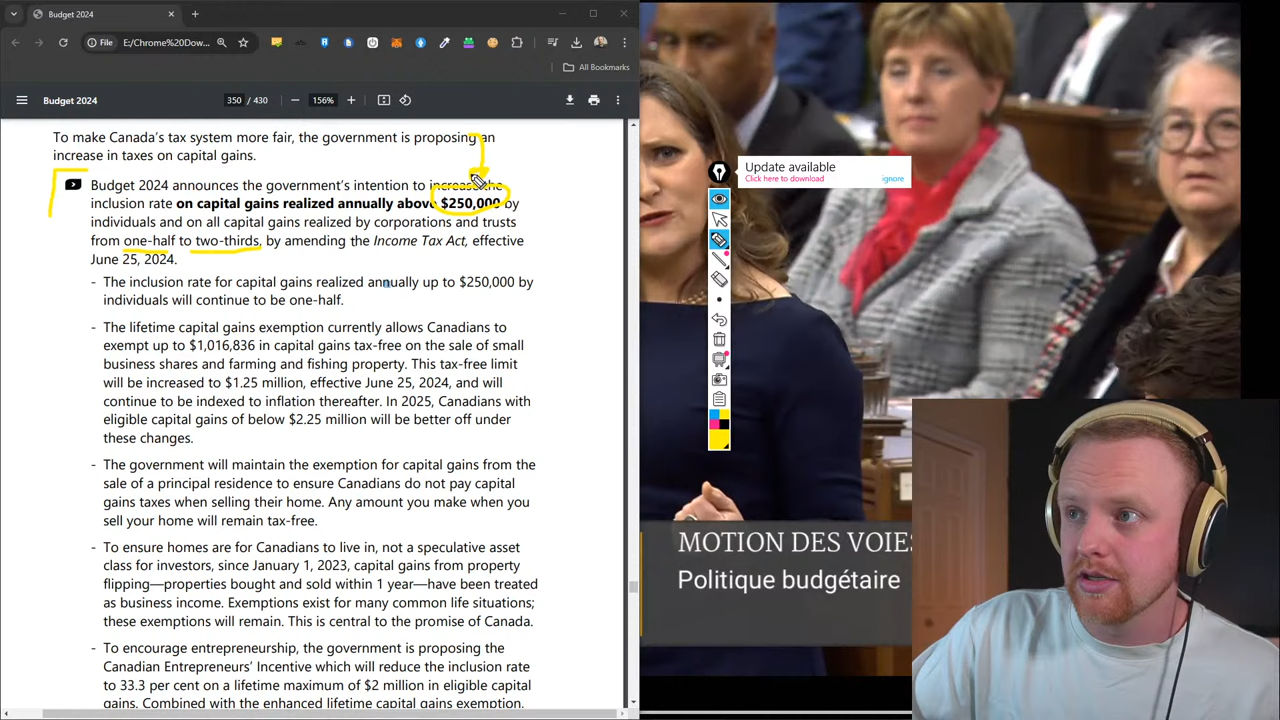 Budget 2024
File
E:/Chrome%20Dow...
All Bookmarks
Budget 2024
350 / 430
156%
To make Canada's tax system more fair, the government is proposing an
increase in taxes on capital gains.
Budget 2024 announces the government's intention to increase the
inclusion rate on capital gains realized annually above $250,000 by
individuals and on all capital gains realized by corporations and trusts
from one-half to two-thirds, by amending the Income Tax Act, effective
June 25, 2024.
- The inclusion rate for capital gains realized annually up to $250,000 by
individuals will continue to be one-half.
- The lifetime capital gains exemption currently allows Canadians to
exempt up to $1,016,836 in capital gains tax-free on the sale of small
business shares and farming and fishing property. This tax-free limit
will be increased to $1.25 million, effective June 25, 2024, and will
continue to be indexed to inflation thereafter. In 2025, Canadians with
eligible capital gains of below $2.25 million will be better off under
these changes.
- The government will maintain the exemption for capital gains from the
sale of a principal residence to ensure Canadians do not pay capital
gains taxes when selling their home. Any amount you make when you
sell your home will remain tax-free.
- To ensure homes are for Canadians to live in, not a speculative asset
class for investors, since January 1, 2023, capital gains from property
flipping—properties bought and sold within 1 year—have been treated
as business income. Exemptions exist for many common life situations;
these exemptions will remain. This is central to the promise of Canada.
- To encourage entrepreneurship, the government is proposing the
Canadian Entrepreneurs' Incentive which will reduce the inclusion rate
to 33.3 per cent on a lifetime maximum of $2 million in eligible capital
gains. Combined with the enhanced lifetime capital gains exemption,
Update available
Click here to download
ignore
MOTION DES VOIES
Politique budgétaire